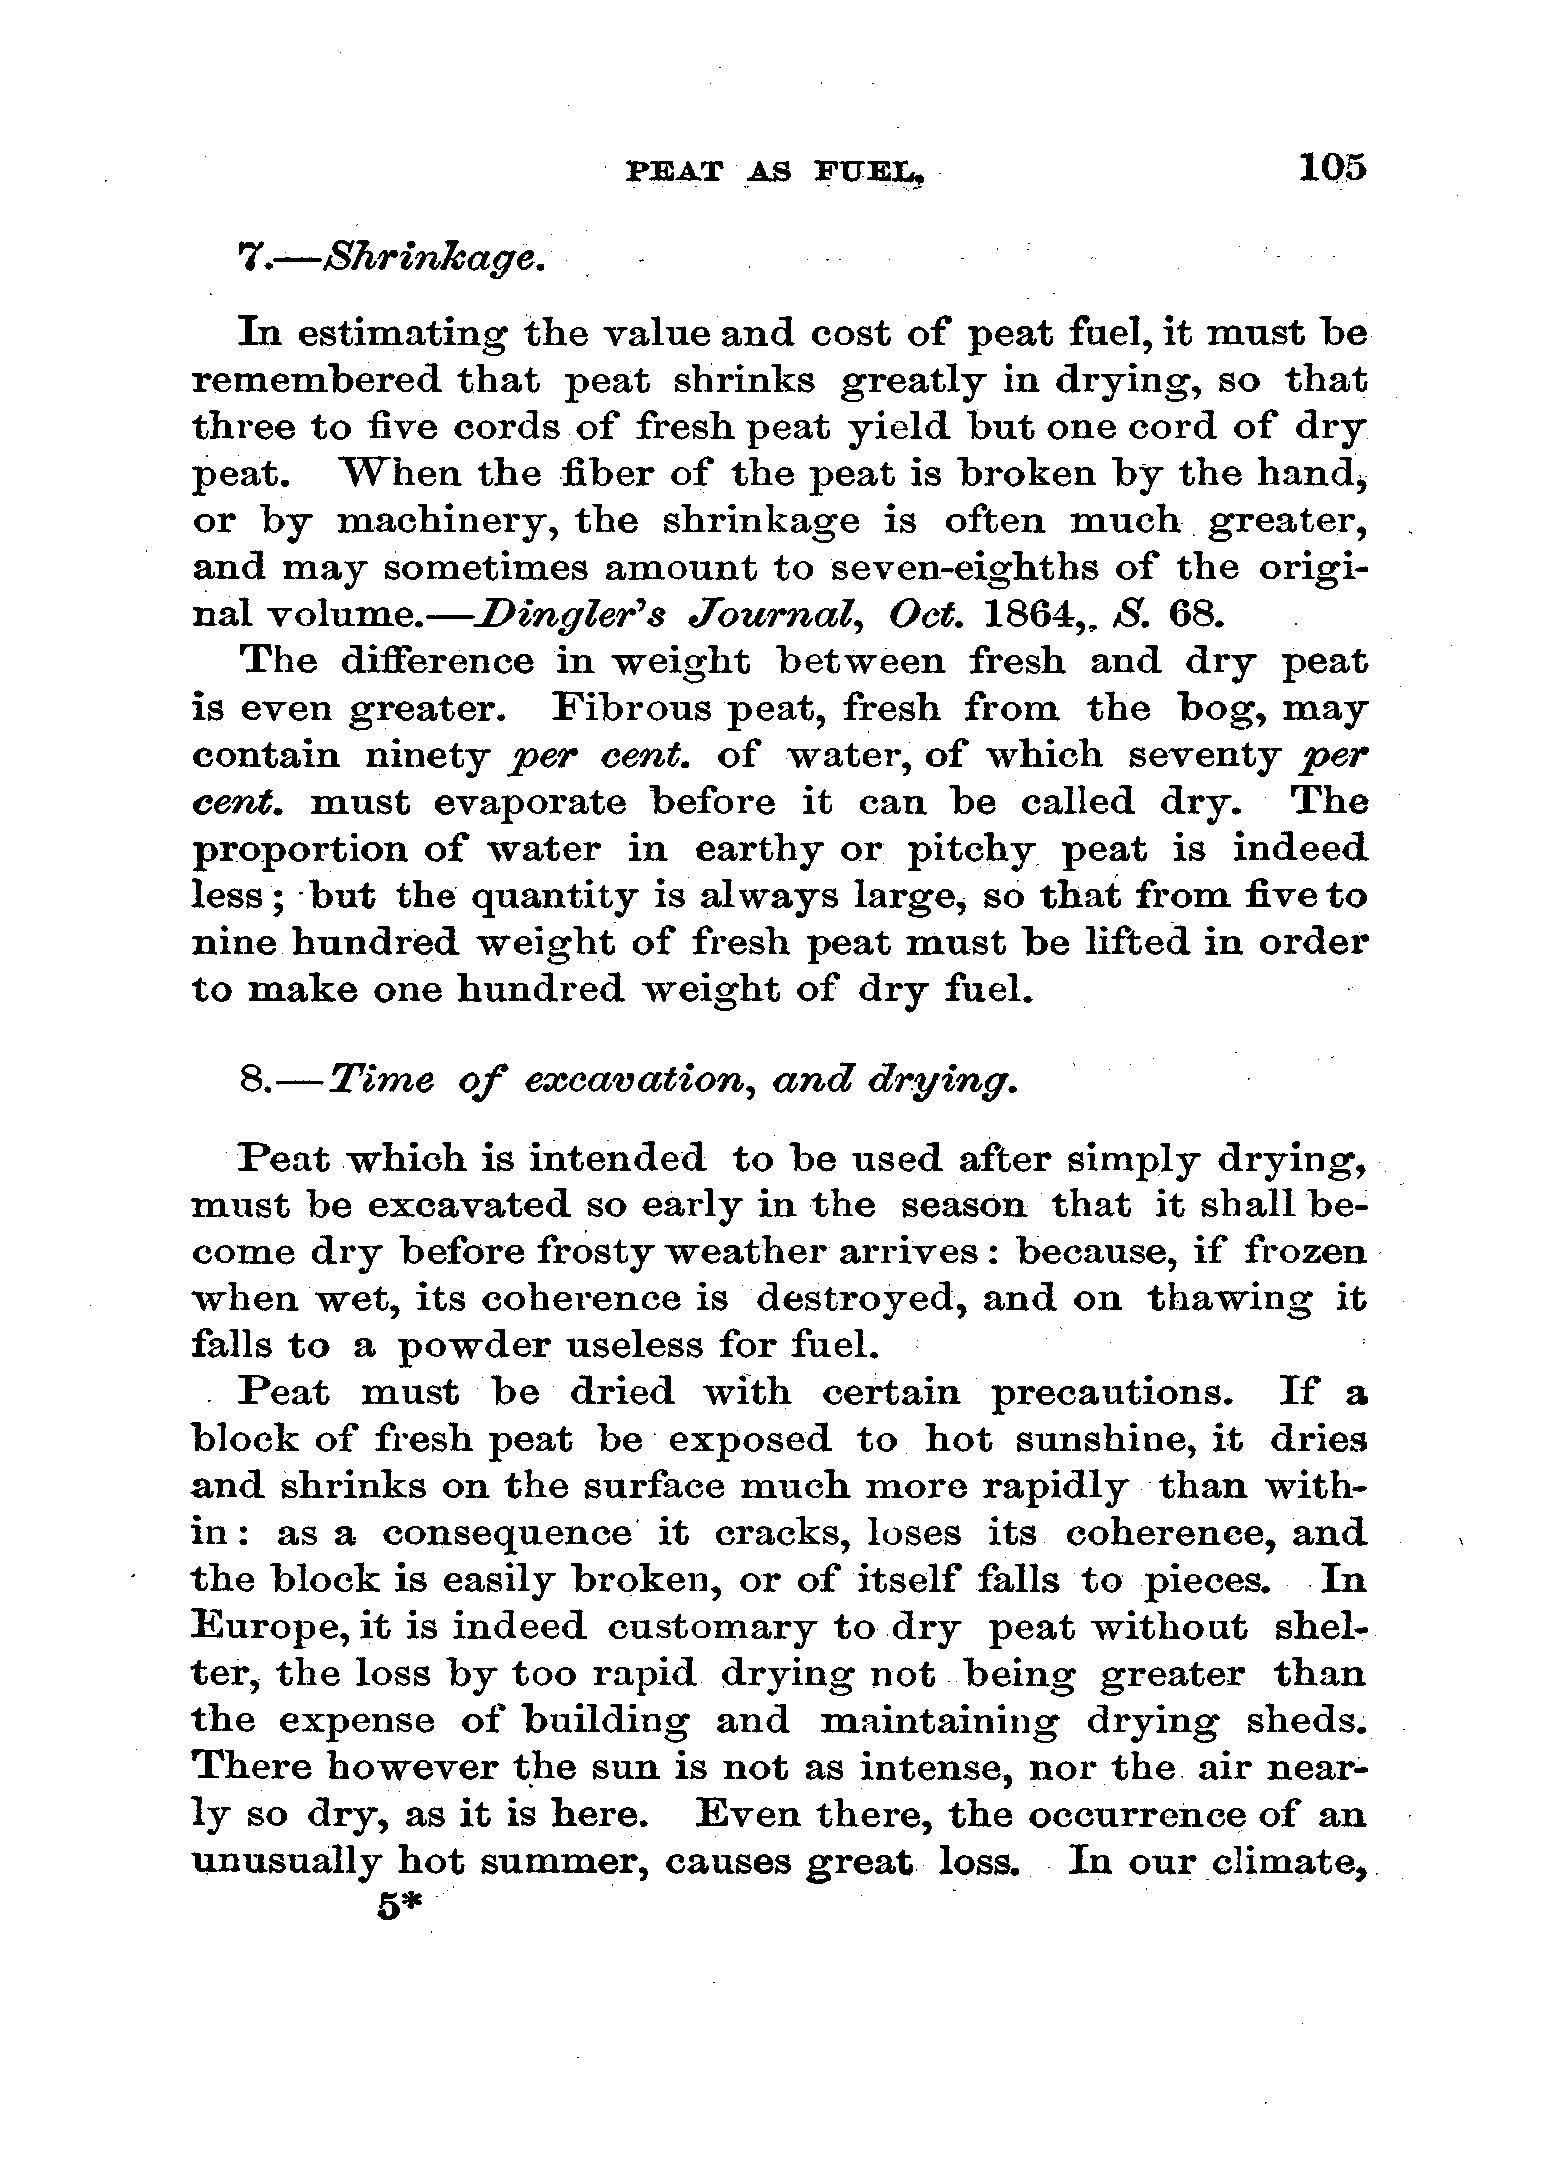 PEAT AS FUEL, 105
7.—Shrinkage.
In estimating the value and cost of peat fuel, it must be
remembered that peat shrinks greatly in drying, so that
three to five cords of fresh peat yield but one cord of dry
peat. When the fiber of the peat is broken by the hand,
or by machinery, the shrinkage is often much greater,
and may sometimes amount to seven-eighths of the origi-
nal volume.—Dingler's Journal, Oct. 1864,, S. 68.
The difference in weight between fresh and dry peat
is even greater. Fibrous peat, fresh from the bog, may
contain ninety per cent. of water, of which seventy per
cent. must evaporate before it can be called dry. The
proportion of water in earthy or pitchy peat is indeed
less; but the quantity is always large, so that from five to
nine hundred weight of fresh peat must be lifted in order
to make one hundred weight of dry fuel.
8.—Time of excavation, and drying.
Peat which is intended to be used after simply drying,
must be excavated so early in the season that it shall be-
come dry before frosty weather arrives: because, if frozen
when wet, its coherence is destroyed, and on thawing it
falls to a powder useless for fuel.
Peat must be dried with certain precautions. If a
block of fresh peat be exposed to hot sunshine, it dries
and shrinks on the surface much more rapidly than with-
in: as a consequence it cracks, loses its coherence, and
the block is easily broken, or of itself falls to pieces. In
Europe, it is indeed customary to dry peat without shel-
ter, the loss by too rapid drying not being greater than
the expense of building and maintaining drying sheds.
There however the sun is not as intense, nor the air near-
ly so dry, as it is here. Even there, the occurrence of an
unusually hot summer, causes great loss. In our climate,
5*